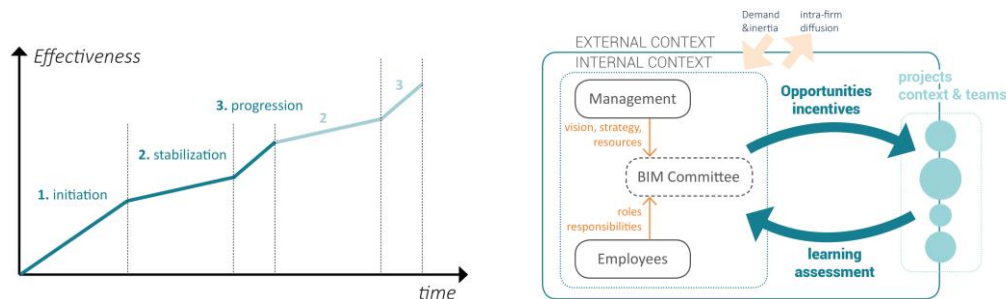 Effectiveness
3. progression
3
2
2. stabilization
1. initiation
time
Demand
&inertia
intra-firm
diffusion
EXTERNAL CONTEXT
INTERNAL CONTEXT
Management
vision, strategy,
resources
BIM Committee
roles
responsibilities
Employees
Opportunities
incentives
learning
assessment
projects
context & teams